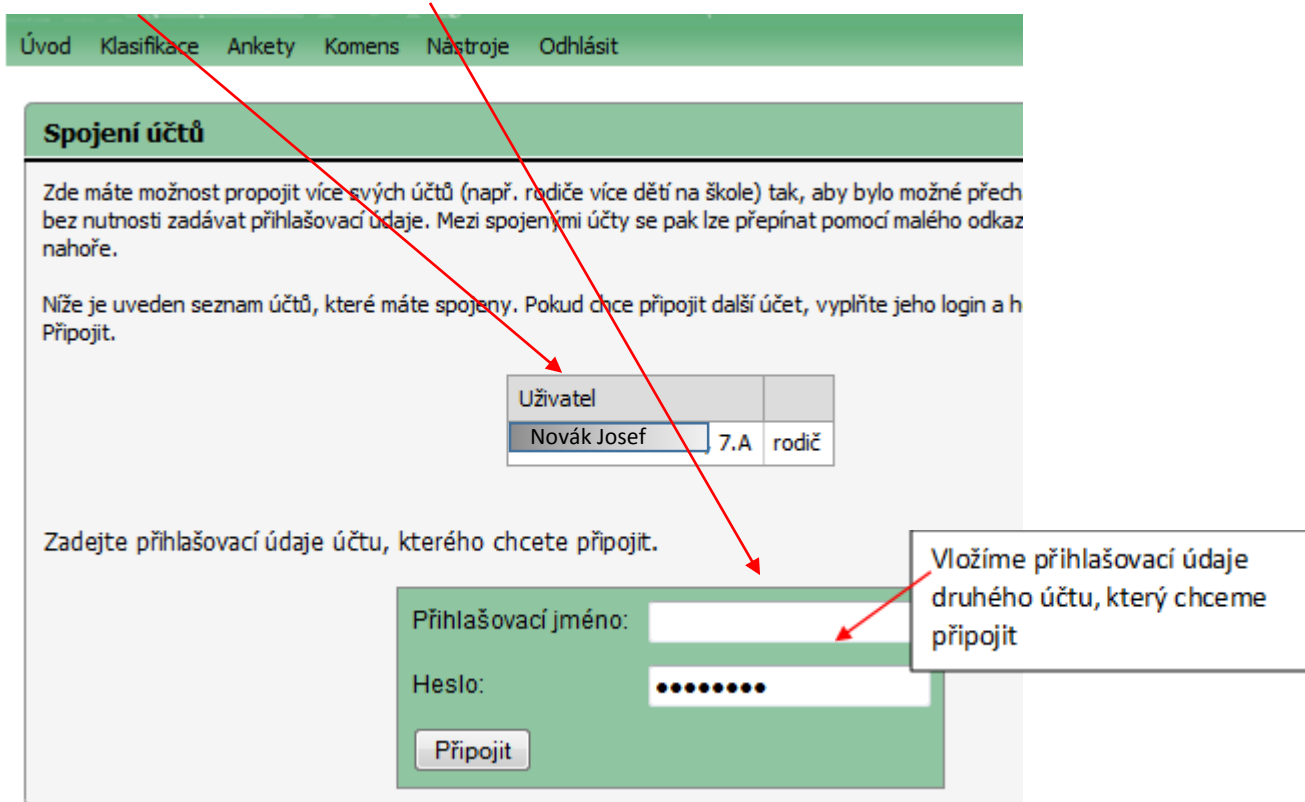 Úvod Klasifikace Ankety Komens Nástroje Odhlásit
Spojení účtů
Zde máte možnost propojit více svých účtů (např. rodiče více dětí na škole) tak, aby bylo možné přech
bez nutnosti zadávat přihlašovací údaje. Mezi spojenými účty se pak lze přepínat pomocí malého odkaz
nahoře.
Níže je uveden seznam účtů, které máte spojeny. Pokud chce připojit další účet, vyplňte jeho login a h
Připojit.
Uživatel
Novák Josef , 7.A rodič
Zadejte přihlašovací údaje účtu, kterého chcete připojit.
Přihlašovací jméno:
Heslo: ••••••••
Připojit
Vložíme přihlašovací údaje
druhého účtu, který chceme
připojit